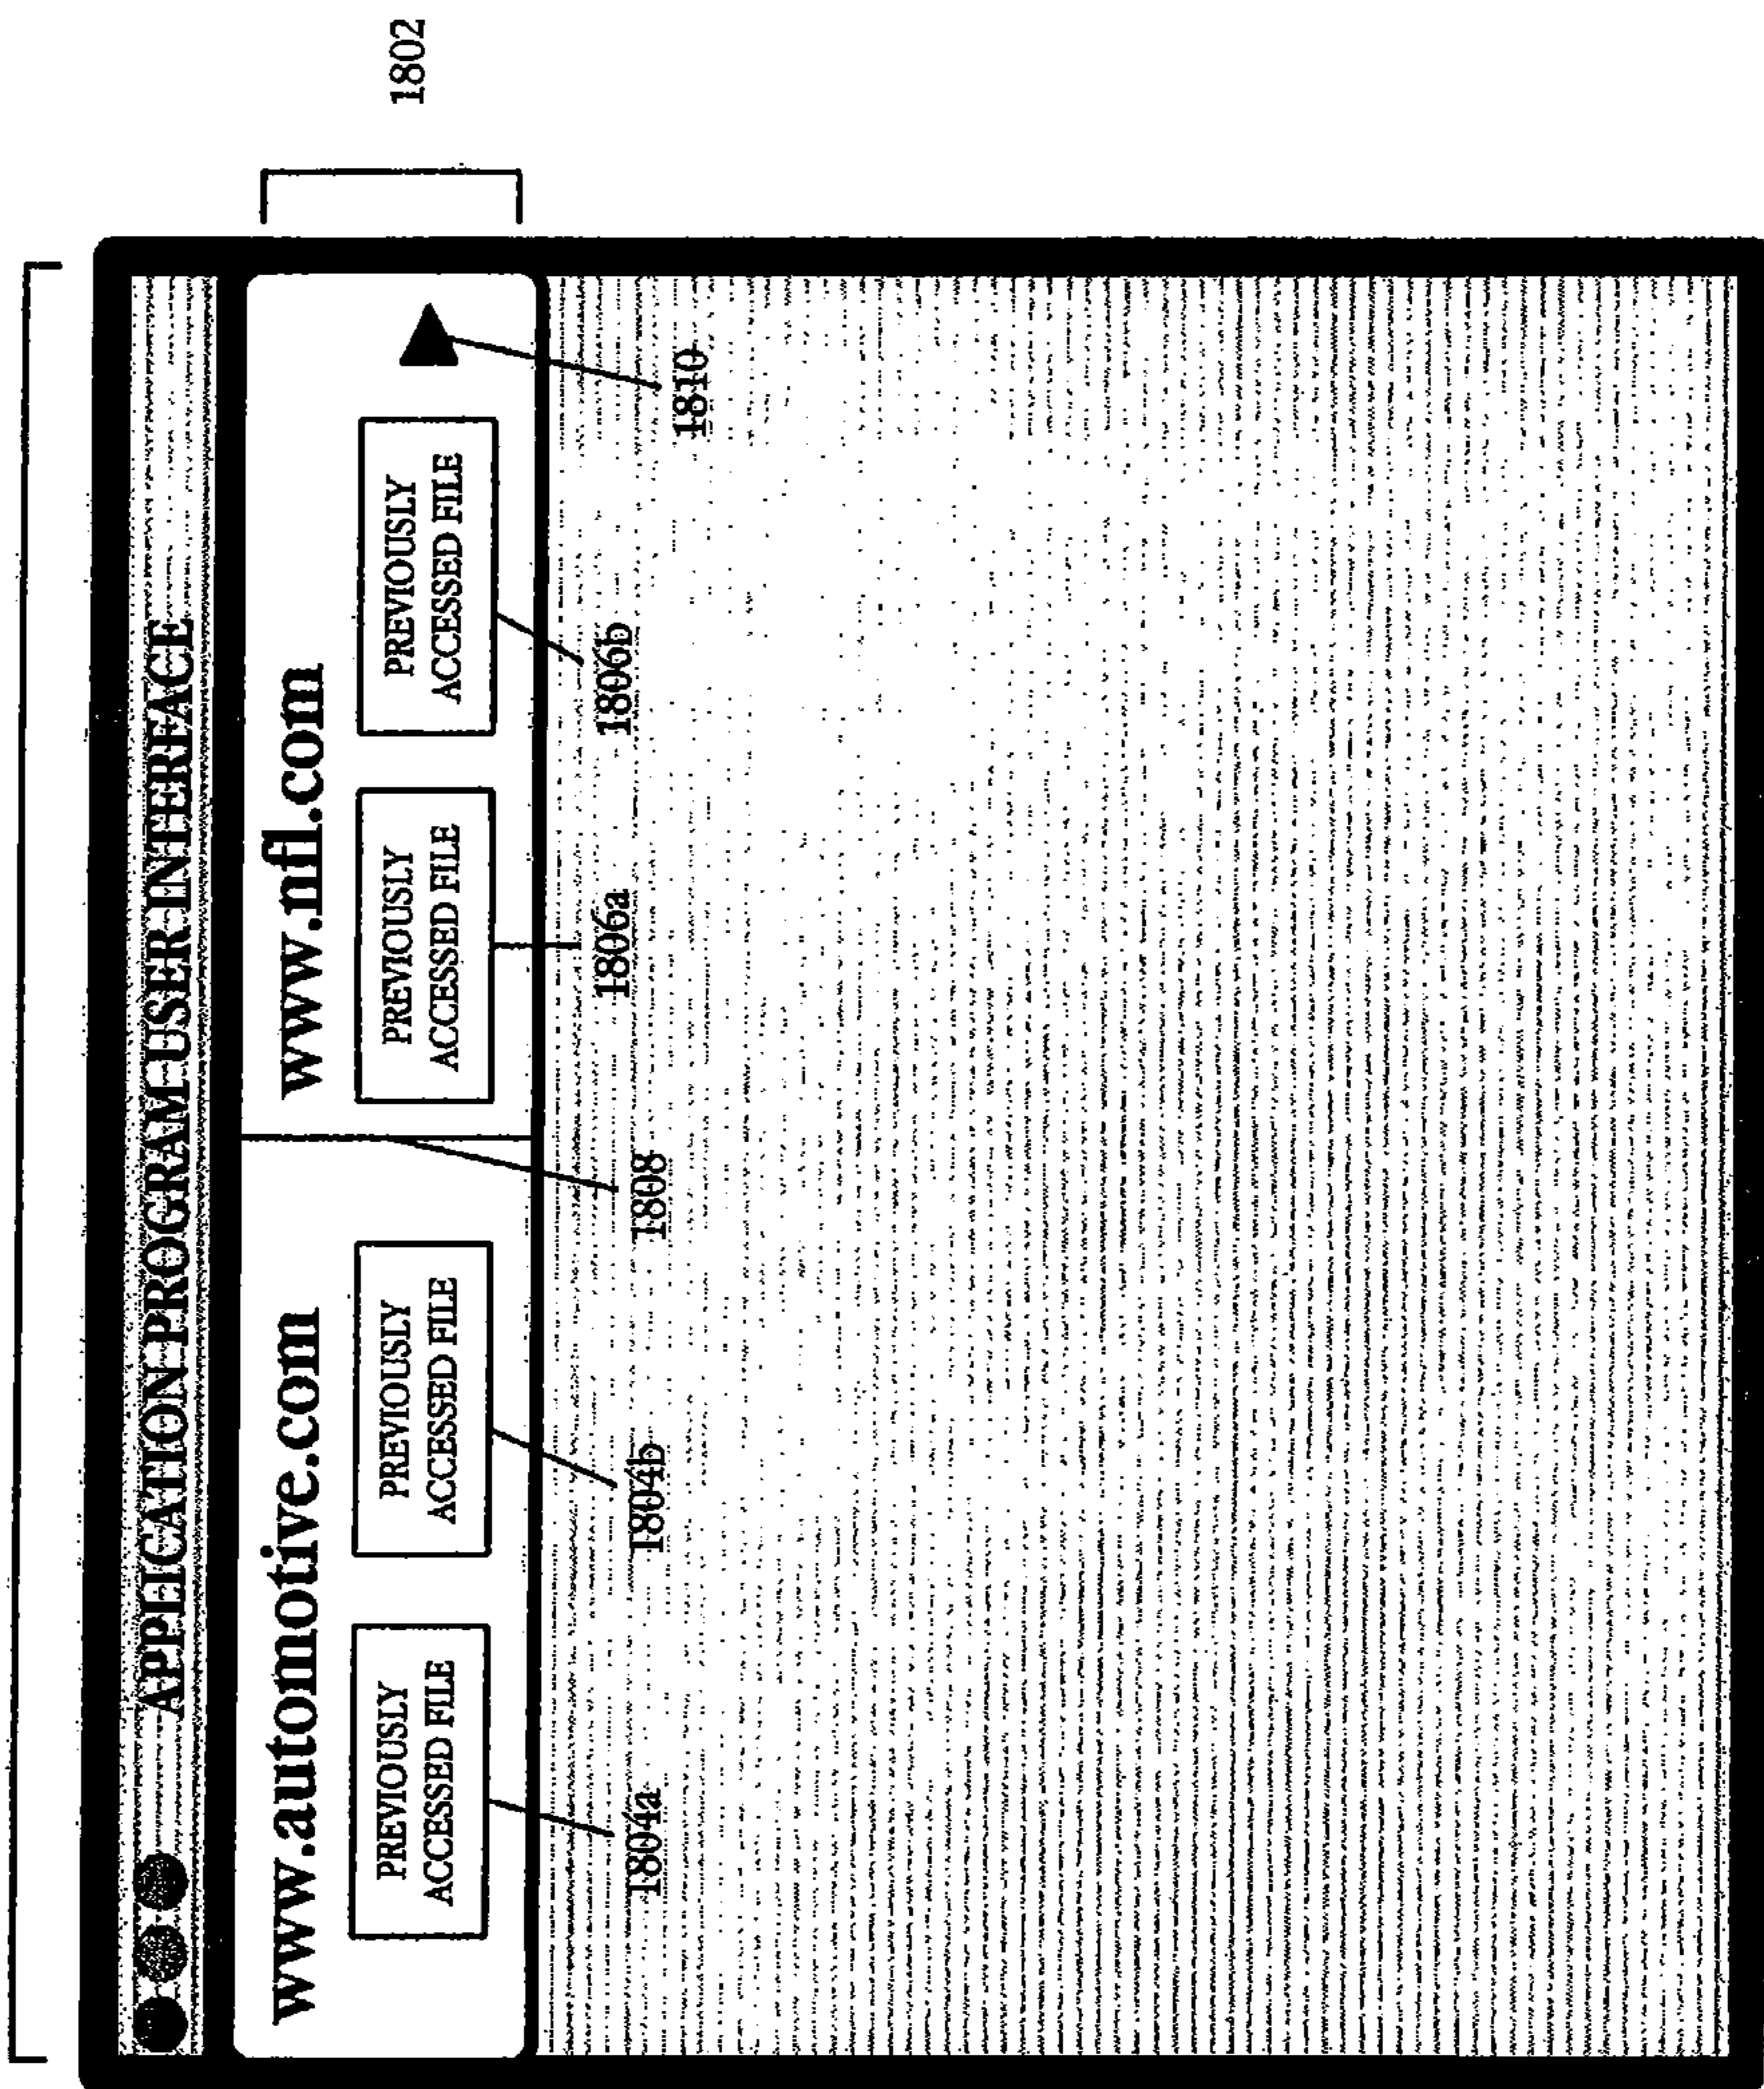 1802
APPLICATION PROGRAM USER INTERFACE
www.automotive.com
www.nfl.com
PREVIOUSLY
ACCESSED FILE
PREVIOUSLY
ACCESSED FILE
PREVIOUSLY
ACCESSED FILE
PREVIOUSLY
ACCESSED FILE
1804a
1804b
1808
1806a
1806b
1810